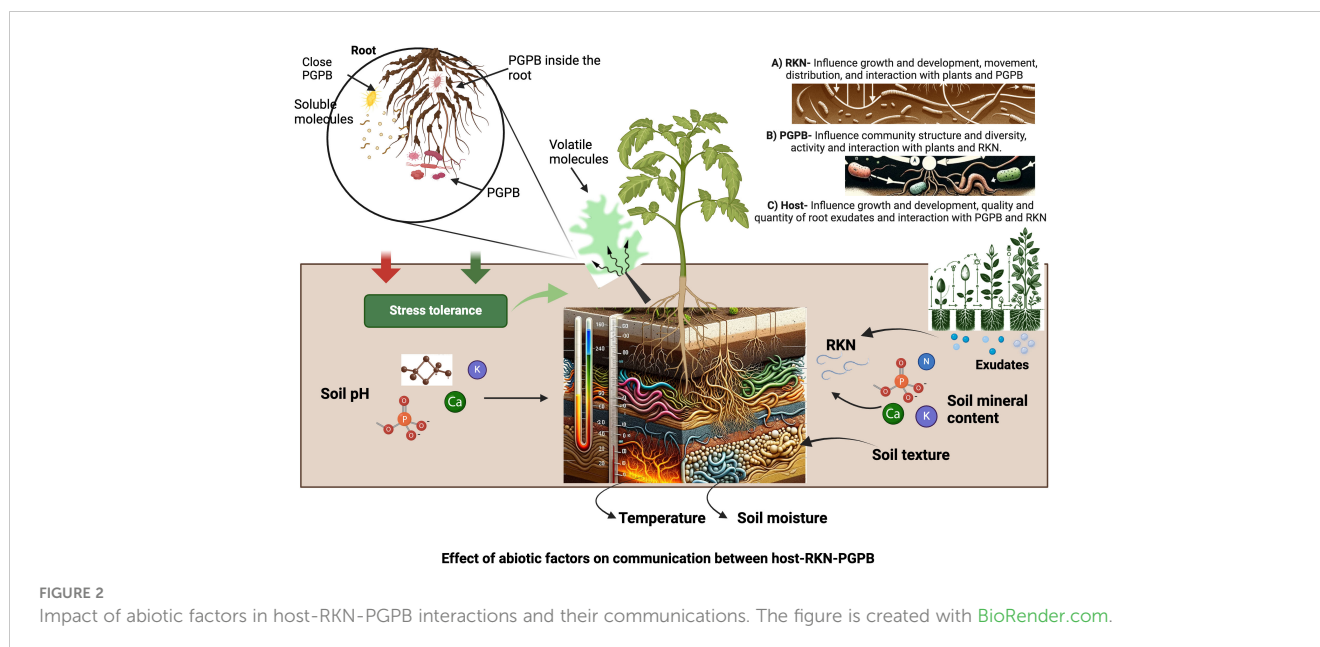 Root
Close
PGPB
PGPB inside the
root
Soluble
molecules
PGPB
Volatile
molecules
A) RKN- Influence growth and development, movement,
distribution, and interaction with plants and PGPB
B) PGPB- Influence community structure and diversity,
activity and interaction with plants and RKN.
A
C) Host- Influence growth and development, quality and
quantity of root exudates and interaction with PGPB and RKN
Stress tolerance
Soil pH
K
Ca
P
O
O
O
O
160
240
RKN
Exudates
N
P
O
O
O
O
Ca
K
Soil mineral
content
Soil texture
Temperature
Soil moisture
Effect of abiotic factors on communication between host-RKN-PGPB
FIGURE 2
Impact of abiotic factors in host-RKN-PGPB interactions and their communications. The figure is created with BioRender.com.